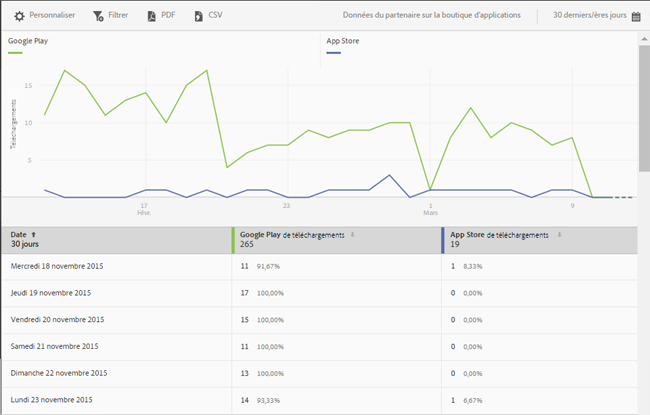 Personnaliser Filtrer PDF CSV Données du partenaire sur la boutique d'applications 30 derniers/ères jours
Google Play App Store
Téléchargements
15
10
5
17 23 1 9
Hive. Mars
Date Google Play de téléchargements App Store de téléchargements
30 jours 265 19
Mercredi 18 novembre 2015 11 91,67% 1 8,33%
Jeudi 19 novembre 2015 17 100,00% 0 0,00%
Vendredi 20 novembre 2015 15 100,00% 0 0,00%
Samedi 21 novembre 2015 11 100,00% 0 0,00%
Dimanche 22 novembre 2015 13 100,00% 0 0,00%
Lundi 23 novembre 2015 14 93,33% 1 6,67%